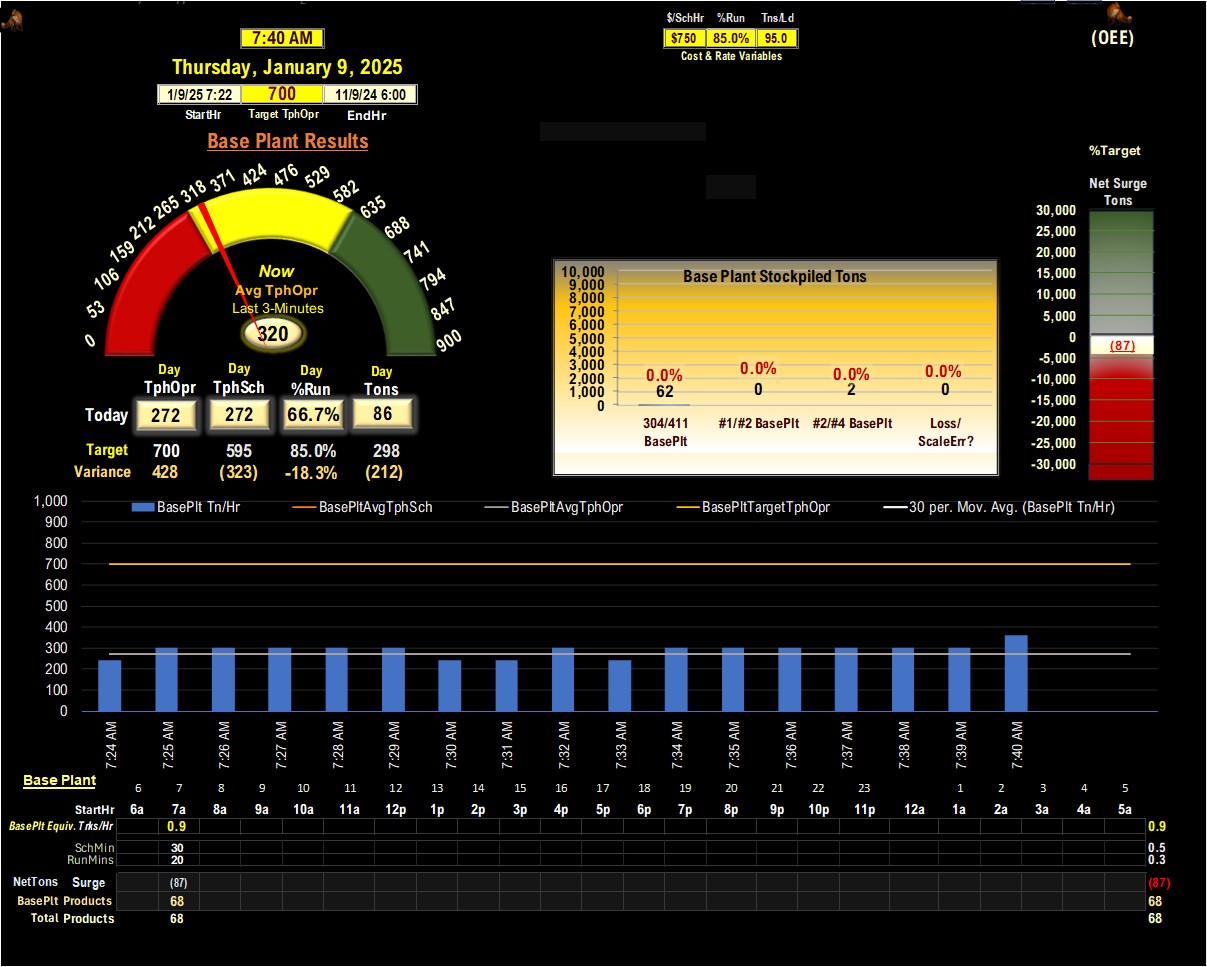 $/SchHr %Run Tns/Ld
7:40 AM
$750 85.0% 95.0
(OEE)
Cost & Rate Variables
Thursday, January 9, 2025
1/9/25 7:22 700 11/9/24 6:00
StartHr Target TphOpr EndHr
Base Plant Results
%Target
Net Surge
Tons
0 53 106 159 212 265 318 371 424 476 529 582 635 688 741 794 847 900
Now
Avg TphOpr
Last 3-Minutes
320
Day Day Day Day
TphOpr TphSch %Run Tons
Today 272 272 66.7% 86
Target 700 595 85.0% 298
Variance 428 (323) -18.3% (212)
Base Plant Stockpiled Tons
10,000
9,000
8,000
7,000
6,000
5,000
4,000
3,000
2,000
1,000
0
0.0% 0.0% 0.0% 0.0%
62 0 2 0
304/411 #1/#2 BasePlt #2/#4 BasePlt Loss/
BasePlt ScaleErr?
30,000
25,000
20,000
15,000
10,000
5,000
0
(87)
-5,000
-10,000
-15,000
-20,000
-25,000
-30,000
BasePlt Tn/Hr BasePltAvgTphSch BasePltAvgTphOpr BasePltTargetTphOpr 30 per. Mov. Avg. (BasePlt Tn/Hr)
1,000
900
800
700
600
500
400
300
200
100
0
7:24 AM 7:25 AM 7:26 AM 7:27 AM 7:28 AM 7:29 AM 7:30 AM 7:31 AM 7:32 AM 7:33 AM 7:34 AM 7:35 AM 7:36 AM 7:37 AM 7:38 AM 7:39 AM 7:40 AM
Base Plant
6 7 8 9 10 11 12 13 14 15 16 17 18 19 20 21 22 23 1 2 3 4 5
StartHr 6a 7a 8a 9a 10a 11a 12p 1p 2p 3p 4p 5p 6p 7p 8p 9p 10p 11p 12a 1a 2a 3a 4a 5a
BasePlt Equiv. Trks/Hr 0.9 0.9
SchMin 30 0.5
RunMins 20 0.3
NetTons Surge (87) (87)
BasePlt Products 68 68
Total Products 68 68